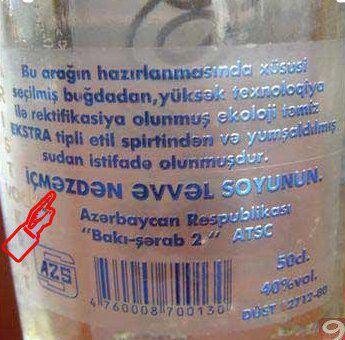 Bu arağın hazırlanmasında xüsusi
seçilmiş buğdadan, yüksək texnologiya
ilə rektifikasiya olunmuş ekoloji təmiz
EKSTRA tipli etil spirtindən və yumşaldılmış
sudan istifadə olunmuşdur.
İÇMƏZDƏN ƏVVƏL SOYUNUN.
Azərbaycan Respublikası
"Bakı-şərab 2" ATSC
AZS
50cl.
40%vol.
DÜST 2712-80
4760008700130